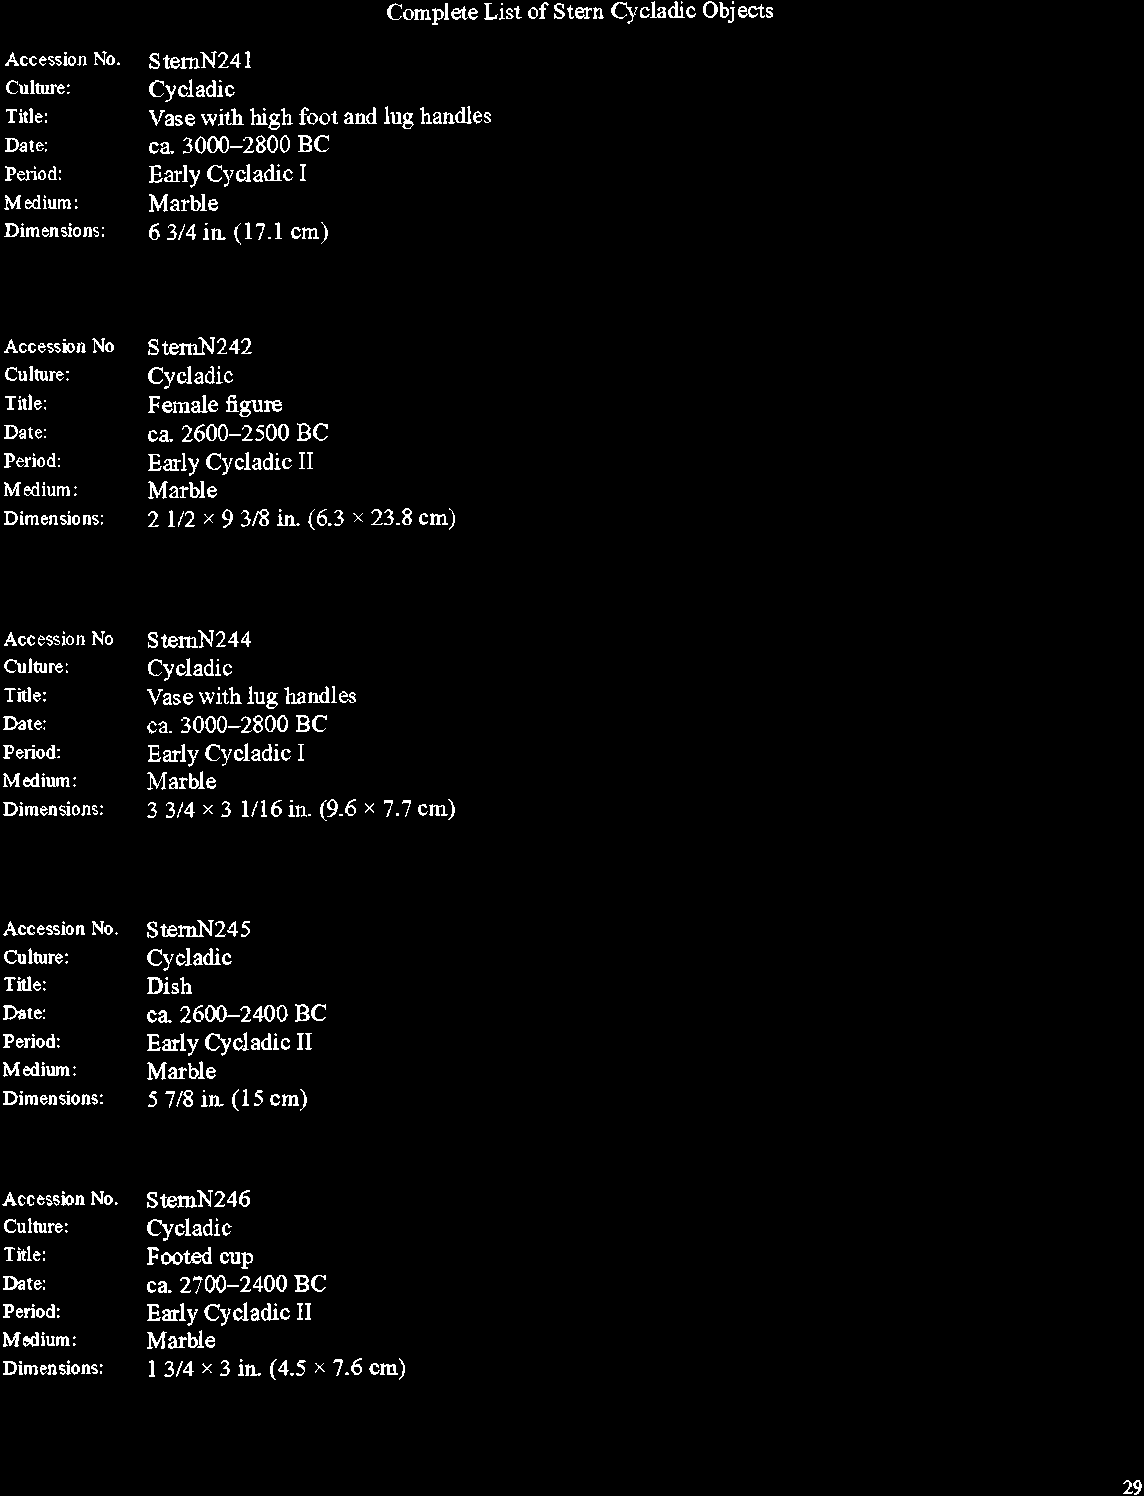 Complete List of Stern Cycladic Objects
Accession No. SternN241
Culture: Cycladic
Title: Vase with high foot and lug handles
Date: ca. 3000–2800 BC
Period: Early Cycladic I
Medium: Marble
Dimensions: 6 3/4 in. (17.1 cm)
Accession No SternN242
Culture: Cycladic
Title: Female figure
Date: ca. 2600–2500 BC
Period: Early Cycladic II
Medium: Marble
Dimensions: 2 1/2 × 9 3/8 in. (6.3 × 23.8 cm)
Accession No SternN244
Culture: Cycladic
Title: Vase with lug handles
Date: ca. 3000–2800 BC
Period: Early Cycladic I
Medium: Marble
Dimensions: 3 3/4 × 3 1/16 in. (9.6 × 7.7 cm)
Accession No. SternN245
Culture: Cycladic
Title: Dish
Date: ca. 2600–2400 BC
Period: Early Cycladic II
Medium: Marble
Dimensions: 5 7/8 in. (15 cm)
Accession No. SternN246
Culture: Cycladic
Title: Footed cup
Date: ca. 2700–2400 BC
Period: Early Cycladic II
Medium: Marble
Dimensions: 1 3/4 × 3 in. (4.5 × 7.6 cm)
29